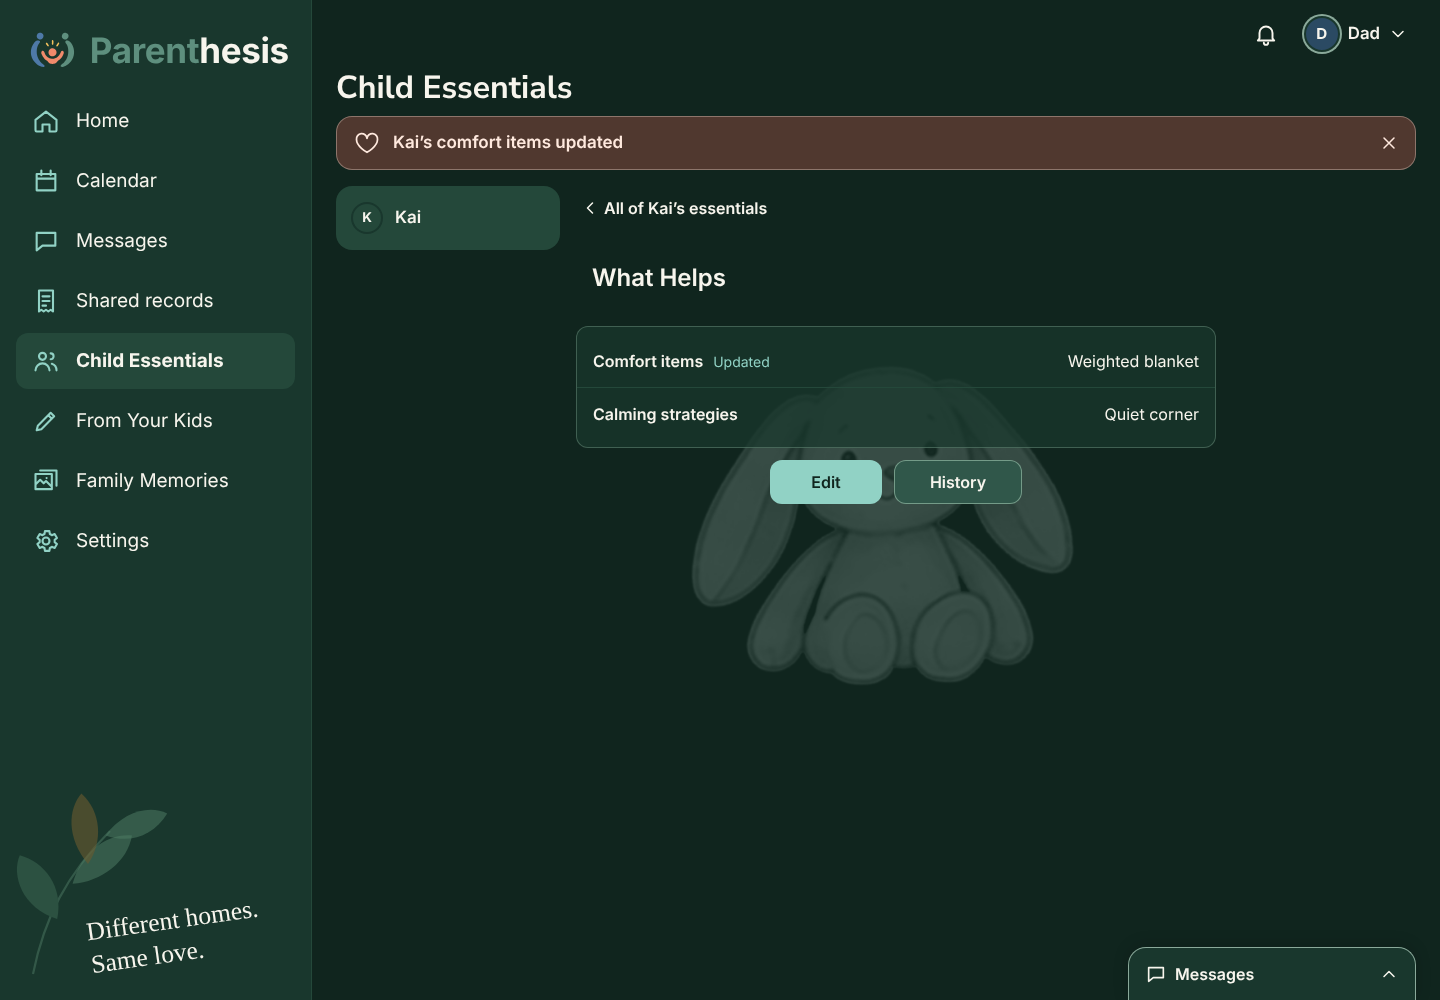 Parenthesis
Home
Calendar
Messages
Shared records
Child Essentials
From Your Kids
Family Memories
Settings
Different homes.
Same love.
D Dad
Child Essentials
Kai’s comfort items updated
K Kai
All of Kai’s essentials
What Helps
Comfort items Updated Weighted blanket
Calming strategies Quiet corner
Edit History
Messages